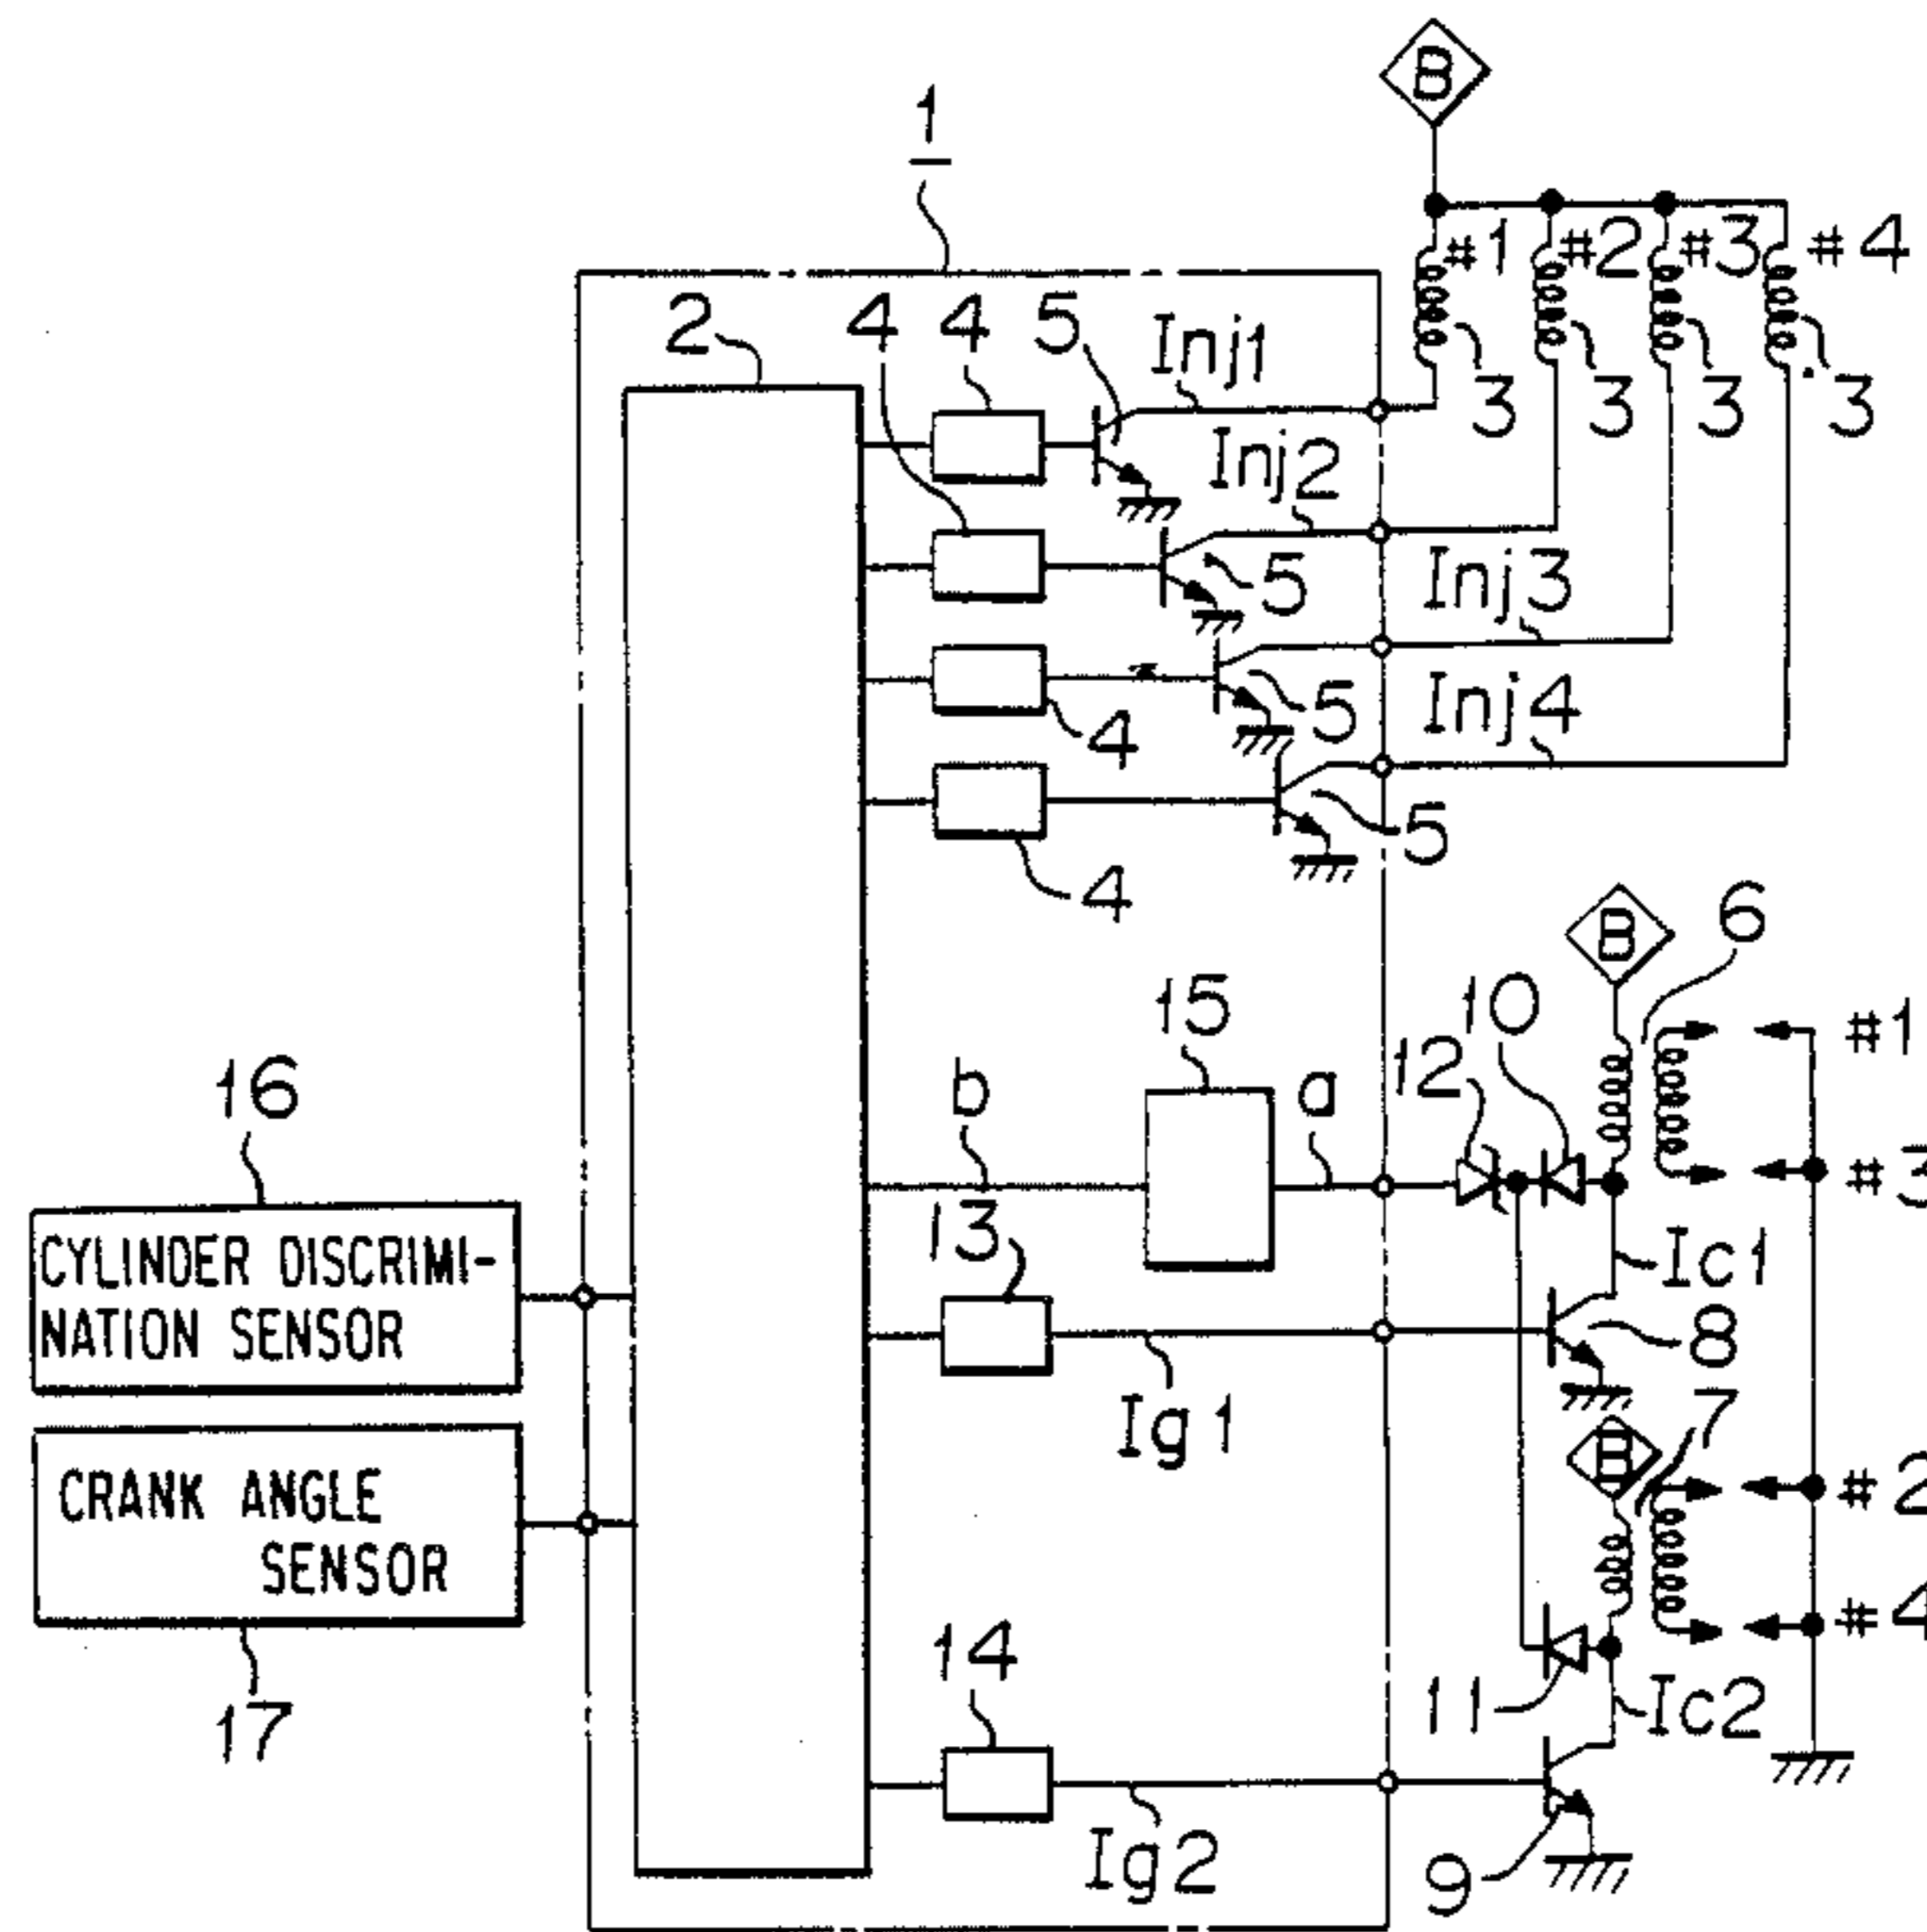 B
1
#1 #2 #3 #4
2 4 4 5 Inj1
3 3 3 3
Inj2
5 Inj3
4 5 Inj4
5
4
B 6
15 10 #1
16 b a 12
#3
CYLINDER DISCRIMI-
NATION SENSOR
13
Ic1
8
CRANK ANGLE
SENSOR
Ig1
B 7
#2
#4
14
17
11 Ic2
Ig2
9